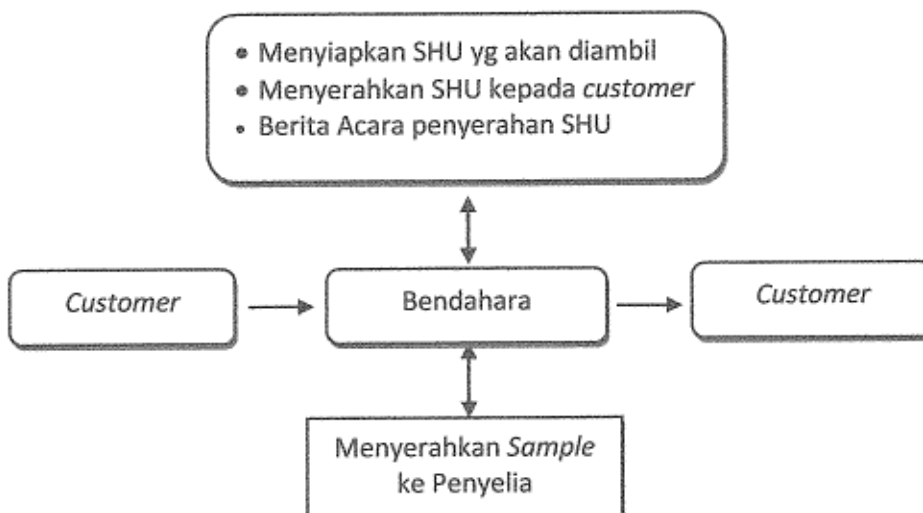 • Menyiapkan SHU yg akan diambil
• Menyerahkan SHU kepada customer
• Berita Acara penyerahan SHU
Customer
Bendahara
Customer
Menyerahkan Sample
ke Penyelia